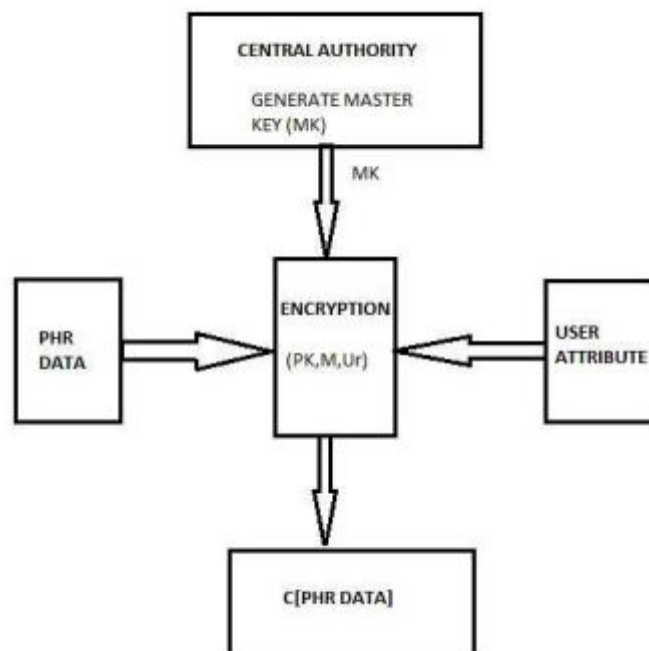 CENTRAL AUTHORITY
GENERATE MASTER
KEY (MK)
MK
PHR
DATA
ENCRYPTION
(PK,M,Ur)
USER
ATTRIBUTE
C[PHR DATA]